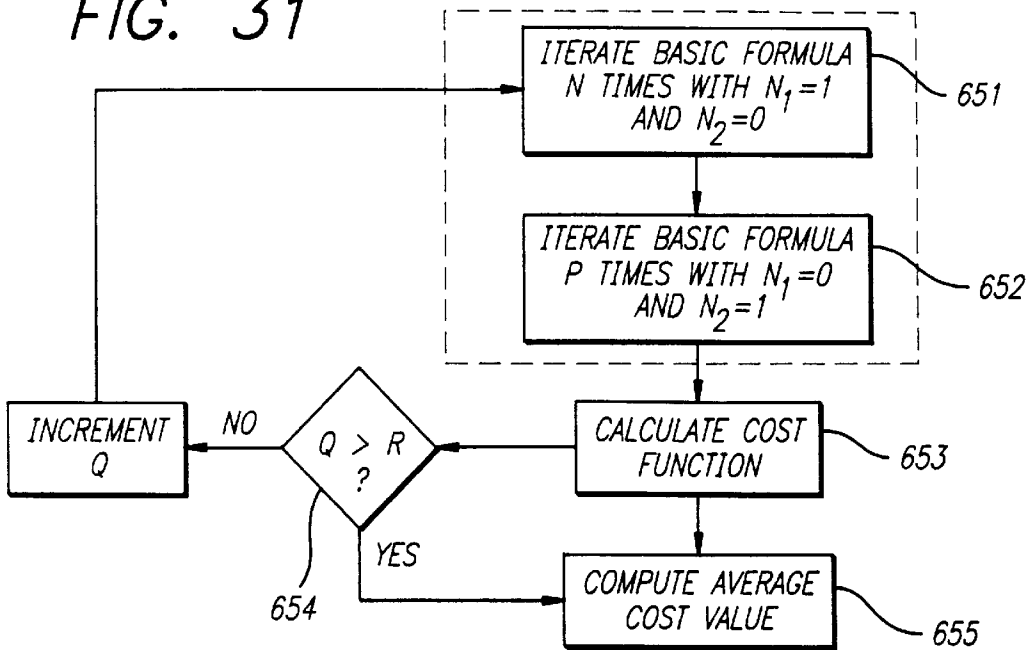 FIG. 31
ITERATE BASIC FORMULA
N TIMES WITH N1=1
AND N2=0
651
ITERATE BASIC FORMULA
P TIMES WITH N1=0
AND N2=1
652
INCREMENT
Q
NO
Q > R
?
CALCULATE COST
FUNCTION
653
YES
654
COMPUTE AVERAGE
COST VALUE
655